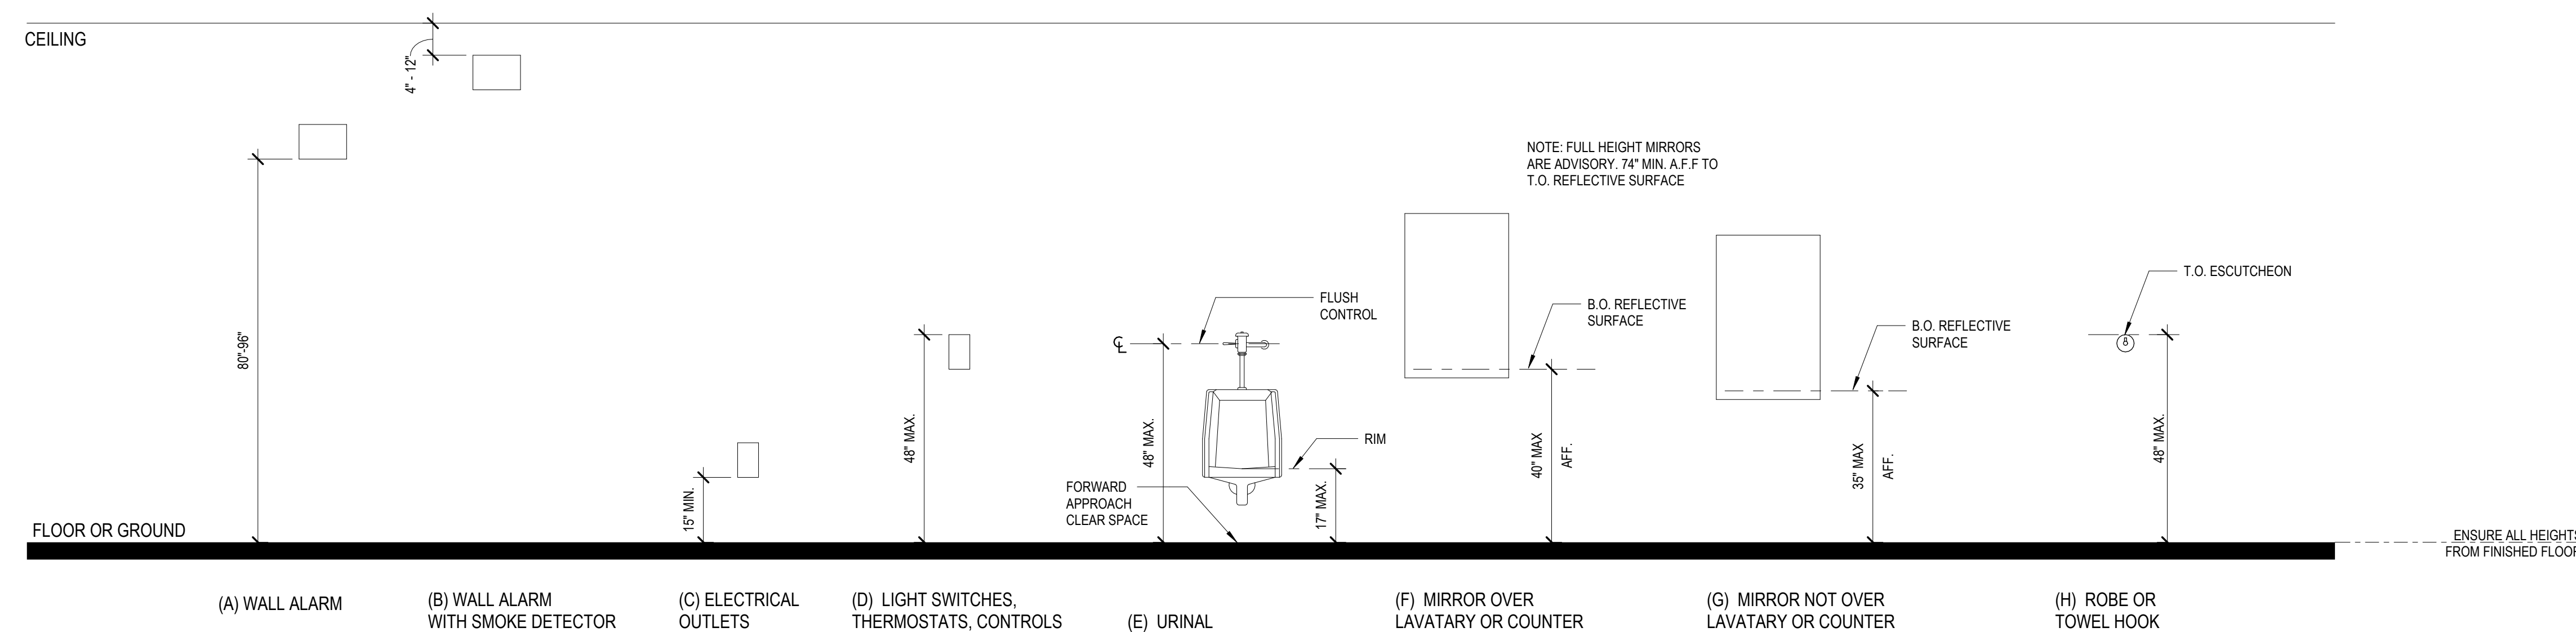 CEILING
4" - 12"
80"-96"
NOTE: FULL HEIGHT MIRRORS
ARE ADVISORY. 74" MIN. A.F.F TO
T.O. REFLECTIVE SURFACE
T.O. ESCUTCHEON
FLUSH
CONTROL
B.O. REFLECTIVE
SURFACE
B.O. REFLECTIVE
SURFACE
15" MIN.
48" MAX.
48" MAX.
RIM
FORWARD
APPROACH
CLEAR SPACE
17" MAX.
40" MAX
AFF.
35" MAX
AFF.
48" MAX.
FLOOR OR GROUND
ENSURE ALL HEIGHTS
FROM FINISHED FLOOR
(A) WALL ALARM
(B) WALL ALARM
WITH SMOKE DETECTOR
(C) ELECTRICAL
OUTLETS
(D) LIGHT SWITCHES,
THERMOSTATS, CONTROLS
(E) URINAL
(F) MIRROR OVER
LAVATARY OR COUNTER
(G) MIRROR NOT OVER
LAVATARY OR COUNTER
(H) ROBE OR
TOWEL HOOK